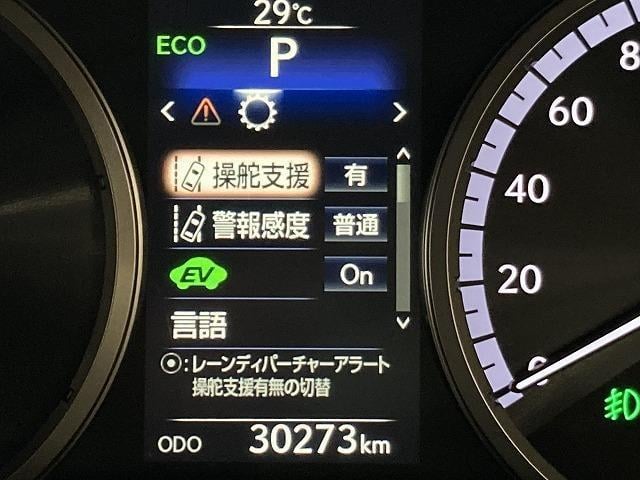 29℃
ECO
P
操舵支援 有
警報感度 普通
EV On
言語
⦿:レーンディパーチャーアラート
操舵支援有無の切替
ODO 30273km
8
60
40
20
0